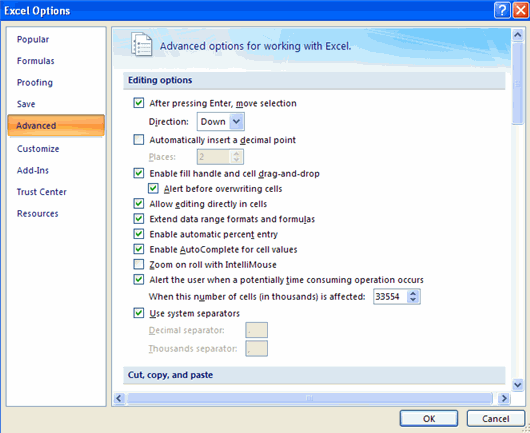 Excel Options
Popular
Formulas
Proofing
Save
Advanced
Customize
Add-Ins
Trust Center
Resources
Advanced options for working with Excel.
Editing options
After pressing Enter, move selection
Direction: Down
Automatically insert a decimal point
Places: 2
Enable fill handle and cell drag-and-drop
Alert before overwriting cells
Allow editing directly in cells
Extend data range formats and formulas
Enable automatic percent entry
Enable AutoComplete for cell values
Zoom on roll with IntelliMouse
Alert the user when a potentially time consuming operation occurs
When this number of cells (in thousands) is affected: 33554
Use system separators
Decimal separator: .
Thousands separator: ,
Cut, copy, and paste
OK Cancel